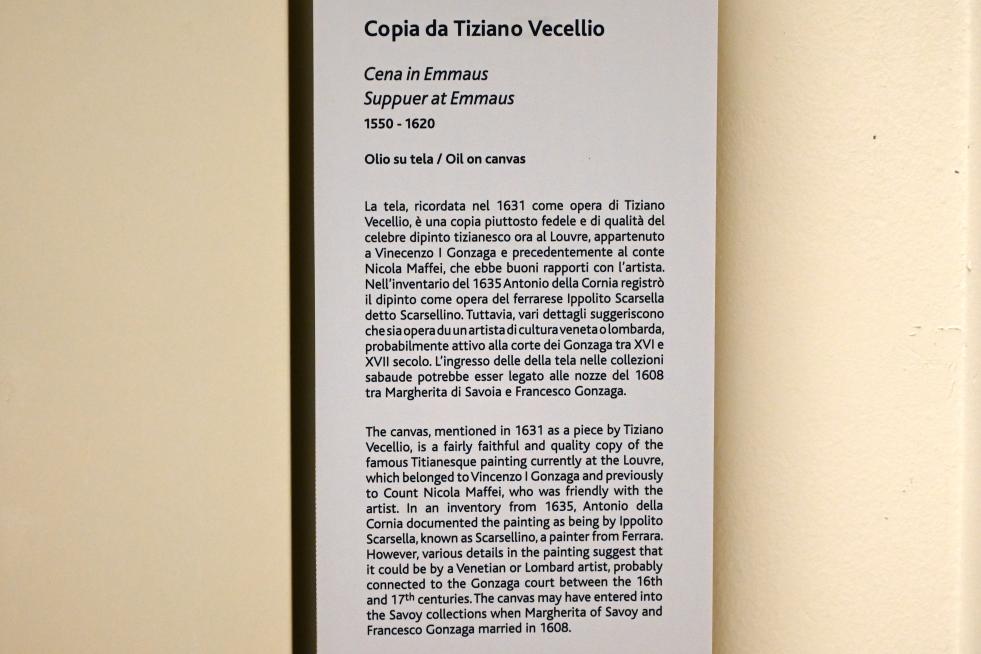 Copia da Tiziano Vecellio
Cena in Emmaus
Suppuer at Emmaus
1550 - 1620
Olio su tela / Oil on canvas
La tela, ricordata nel 1631 come opera di Tiziano
Vecellio, è una copia piuttosto fedele e di qualità del
celebre dipinto tizianesco ora al Louvre, appartenuto
a Vinecenzo I Gonzaga e precedentemente al conte
Nicola Maffei, che ebbe buoni rapporti con l'artista.
Nell'inventario del 1635 Antonio della Cornia registrò
il dipinto come opera del ferrarese Ippolito Scarsella
detto Scarsellino. Tuttavia, vari dettagli suggeriscono
che sia opera du un artista di cultura veneta o lombarda,
probabilmente attivo alla corte dei Gonzaga tra XVI e
XVII secolo. L'ingresso delle della tela nelle collezioni
sabaude potrebbe esser legato alle nozze del 1608
tra Margherita di Savoia e Francesco Gonzaga.
The canvas, mentioned in 1631 as a piece by Tiziano
Vecellio, is a fairly faithful and quality copy of the
famous Titianesque painting currently at the Louvre,
which belonged to Vincenzo I Gonzaga and previously
to Count Nicola Maffei, who was friendly with the
artist. In an inventory from 1635, Antonio della
Cornia documented the painting as being by Ippolito
Scarsella, known as Scarsellino, a painter from Ferrara.
However, various details in the painting suggest that
it could be by a Venetian or Lombard artist, probably
connected to the Gonzaga court between the 16th
and 17th centuries. The canvas may have entered into
the Savoy collections when Margherita of Savoy and
Francesco Gonzaga married in 1608.